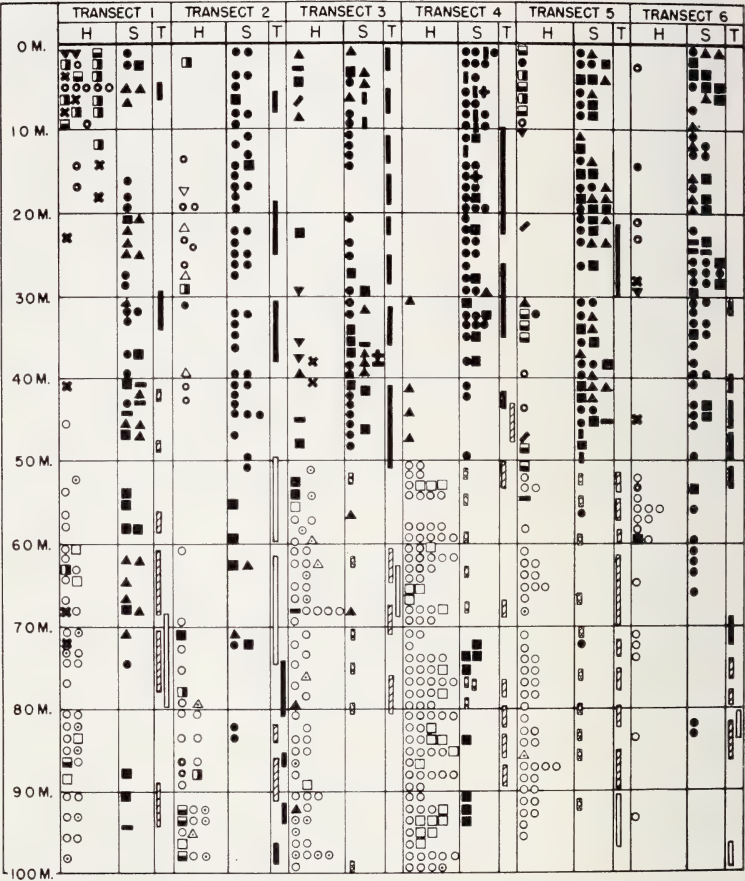 TRANSECT 1 TRANSECT 2 TRANSECT 3 TRANSECT 4 TRANSECT 5 TRANSECT 6
H S T H S T H S T H S T H S T H S T
0 M.
10 M.
20 M.
30 M.
40 M.
50 M.
60 M.
70 M.
80 M.
90 M.
100 M.